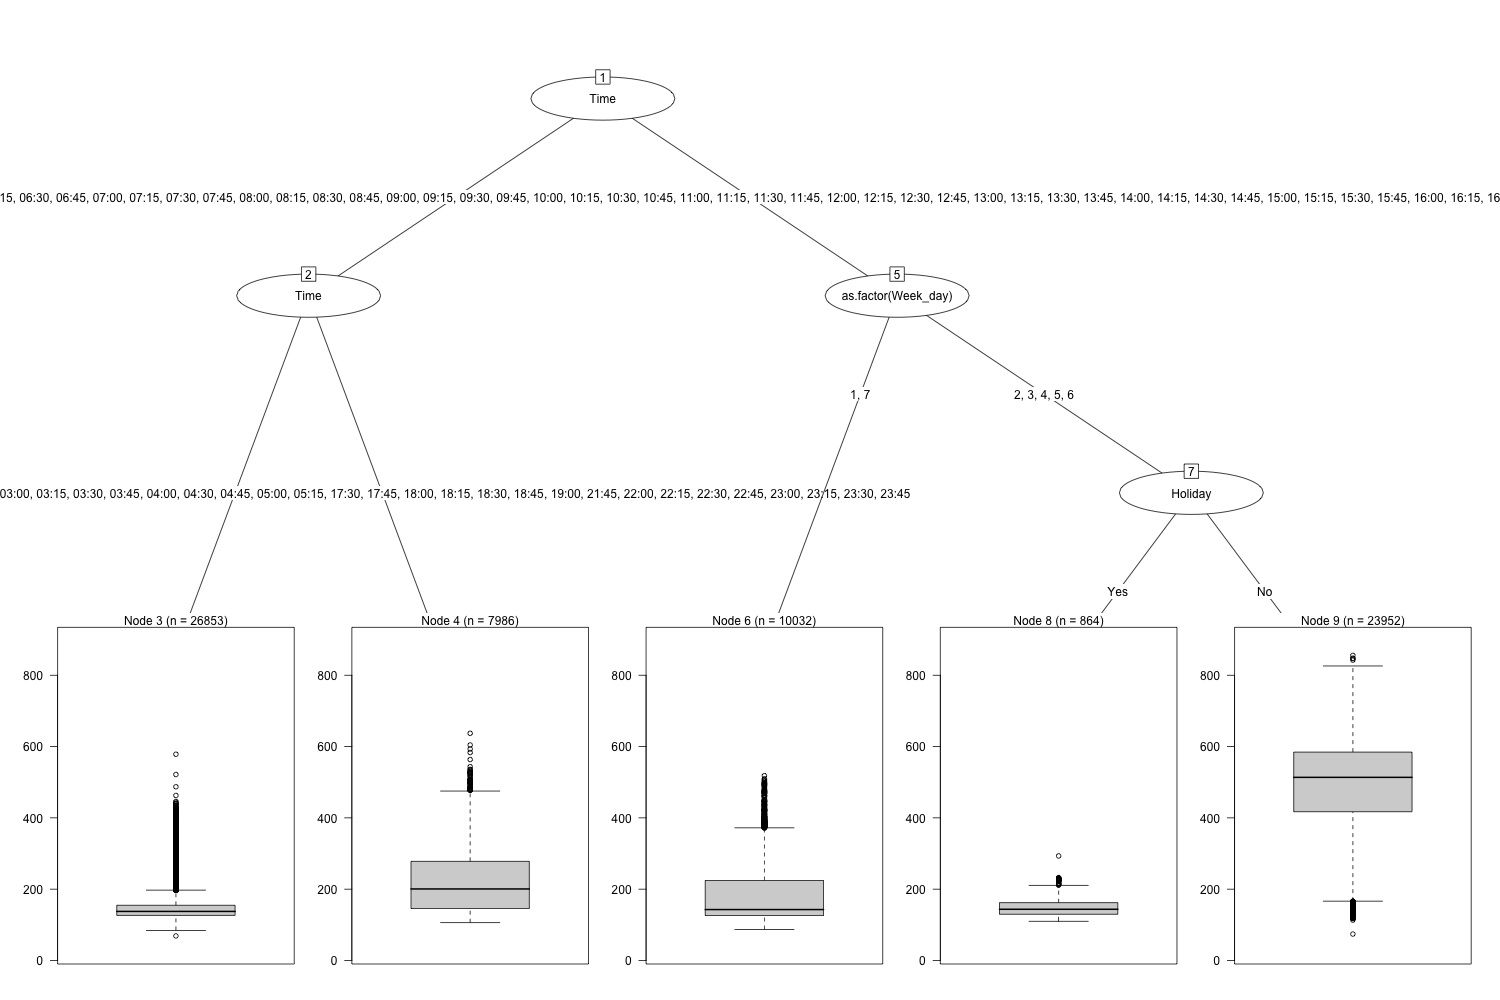 1
Time
15, 06:30, 06:45, 07:00, 07:15, 07:30, 07:45, 08:00, 08:15, 08:30, 08:45, 09:00, 09:15, 09:30, 09:45, 10:00, 10:15, 10:30, 10:45, 11:00, 11:15, 11:30, 11:45, 12:00, 12:15, 12:30, 12:45, 13:00, 13:15, 13:30, 13:45, 14:00, 14:15, 14:30, 14:45, 15:00, 15:15, 15:30, 15:45, 16:00, 16:15, 16
2
Time
5
as.factor(Week_day)
1, 7
2, 3, 4, 5, 6
7
Holiday
03:00, 03:15, 03:30, 03:45, 04:00, 04:30, 04:45, 05:00, 05:15, 17:30, 17:45, 18:00, 18:15, 18:30, 18:45, 19:00, 21:45, 22:00, 22:15, 22:30, 22:45, 23:00, 23:15, 23:30, 23:45
Yes
No
Node 3 (n = 26853)
800
600
400
200
0
Node 4 (n = 7986)
800
600
400
200
0
Node 6 (n = 10032)
800
600
400
200
0
Node 8 (n = 864)
800
600
400
200
0
Node 9 (n = 23952)
800
600
400
200
0